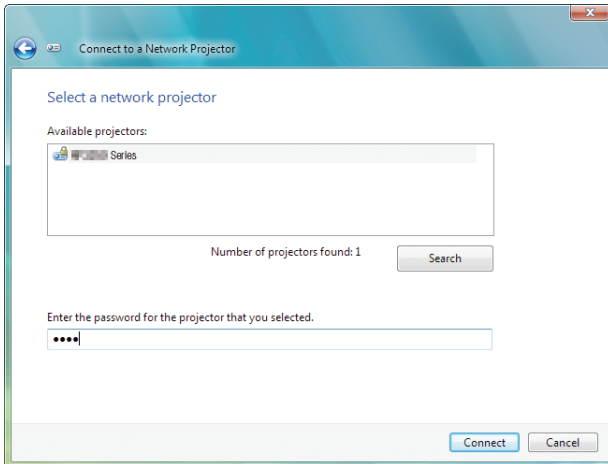 Connect to a Network Projector
Select a network projector
Available projectors:
Series
Number of projectors found: 1
Search
Enter the password for the projector that you selected.
••••
Connect
Cancel